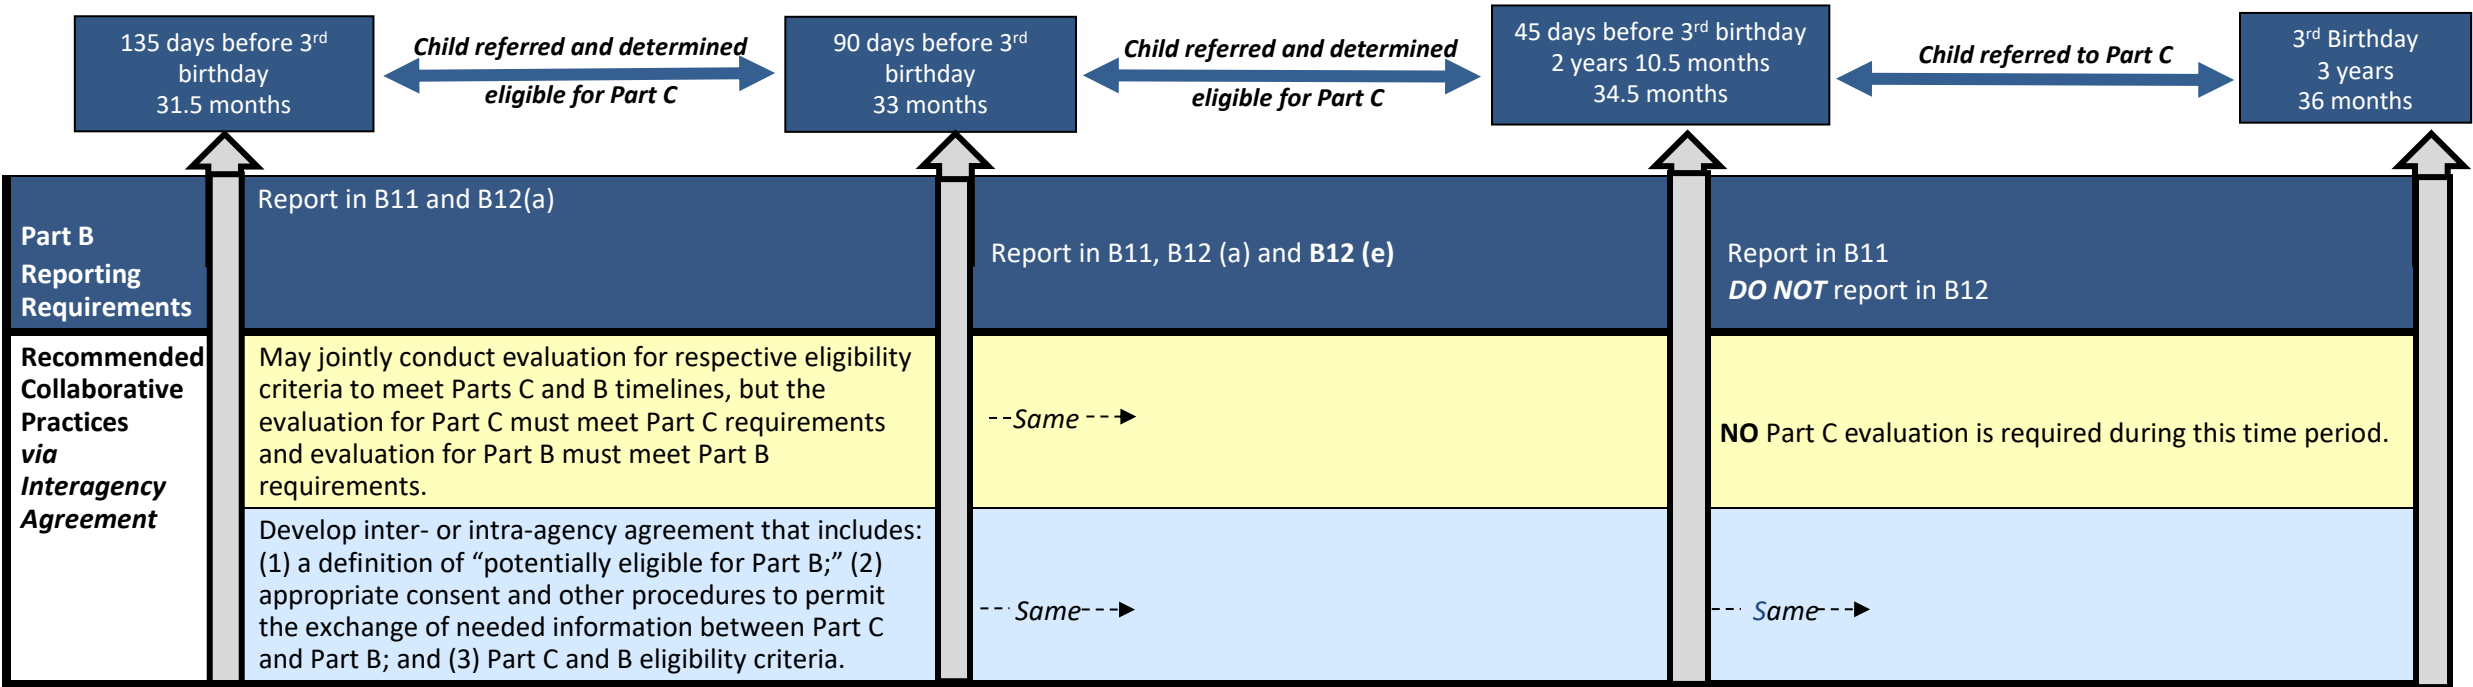 135 days before 3rd
birthday
31.5 months
Child referred and determined
eligible for Part C
90 days before 3rd
birthday
33 months
Child referred and determined
eligible for Part C
45 days before 3rd birthday
2 years 10.5 months
34.5 months
Child referred to Part C
3rd Birthday
3 years
36 months
Part B
Reporting
Requirements
Report in B11 and B12(a)
Report in B11, B12 (a) and B12 (e)
Report in B11
DO NOT report in B12
Recommended
Collaborative
Practices
via
Interagency
Agreement
May jointly conduct evaluation for respective eligibility
criteria to meet Parts C and B timelines, but the
evaluation for Part C must meet Part C requirements
and evaluation for Part B must meet Part B
requirements.
Same
NO Part C evaluation is required during this time period.
Develop inter- or intra-agency agreement that includes:
(1) a definition of “potentially eligible for Part B;” (2)
appropriate consent and other procedures to permit
the exchange of needed information between Part C
and Part B; and (3) Part C and B eligibility criteria.
Same
Same